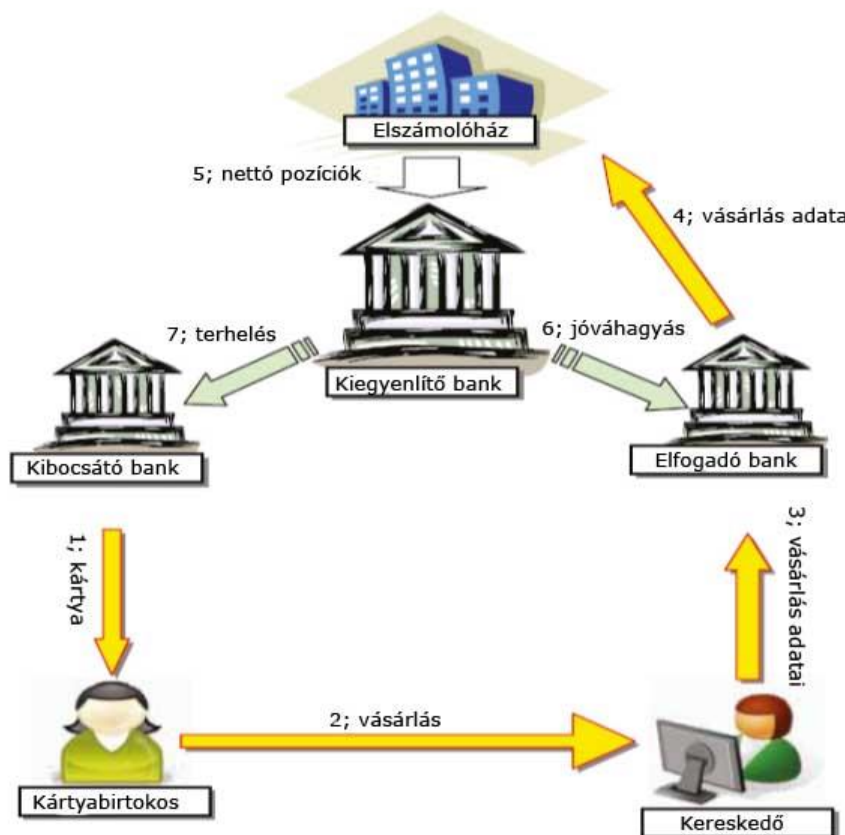 Elszámolóház
5; nettó pozíciók
4; vásárlás adata
7; terhelés
6; jóváhagyás
Kiegyenlítő bank
Kibocsátó bank
Elfogadó bank
1; kártya
3; vásárlás adatai
2; vásárlás
Kártyabirtokos
Kereskedő